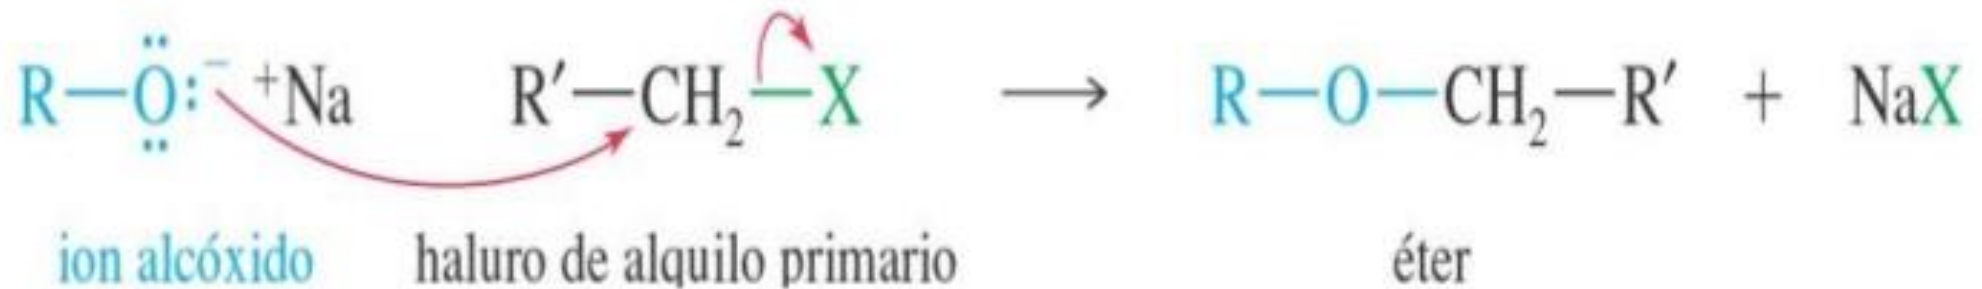 R—Ö:⁻ ⁺Na R′—CH₂—X ⟶ R—O—CH₂—R′ + NaX
ion alcóxido haluro de alquilo primario éter